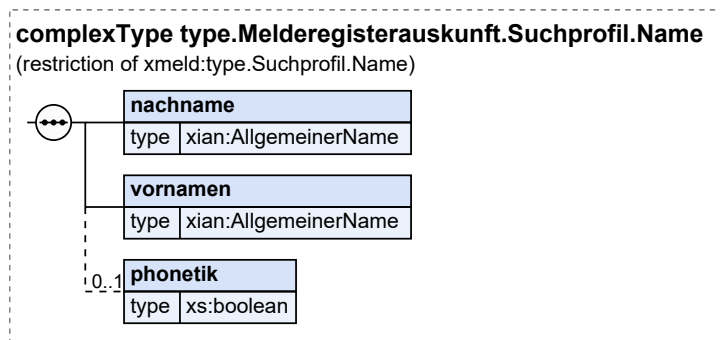 complexType type.Melderegisterauskunft.Suchprofil.Name
(restriction of xmeld:type.Suchprofil.Name)
nachname
type xian:AllgemeinerName
vornamen
type xian:AllgemeinerName
0..1 phonetik
type xs:boolean